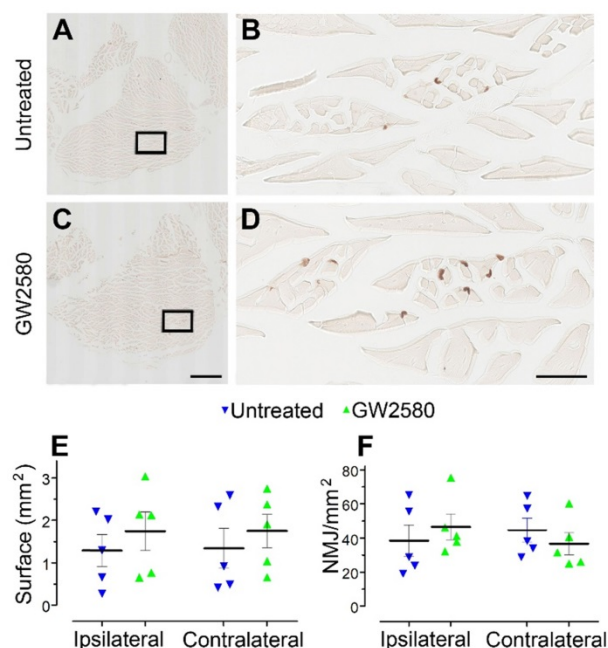 A
B
Untreated
C
D
GW2580
▼Untreated ▲GW2580
E
Surface (mm²)
3
2
1
0
Ipsilateral Contralateral
F
NMJ/mm²
80
60
40
20
0
Ipsilateral Contralateral